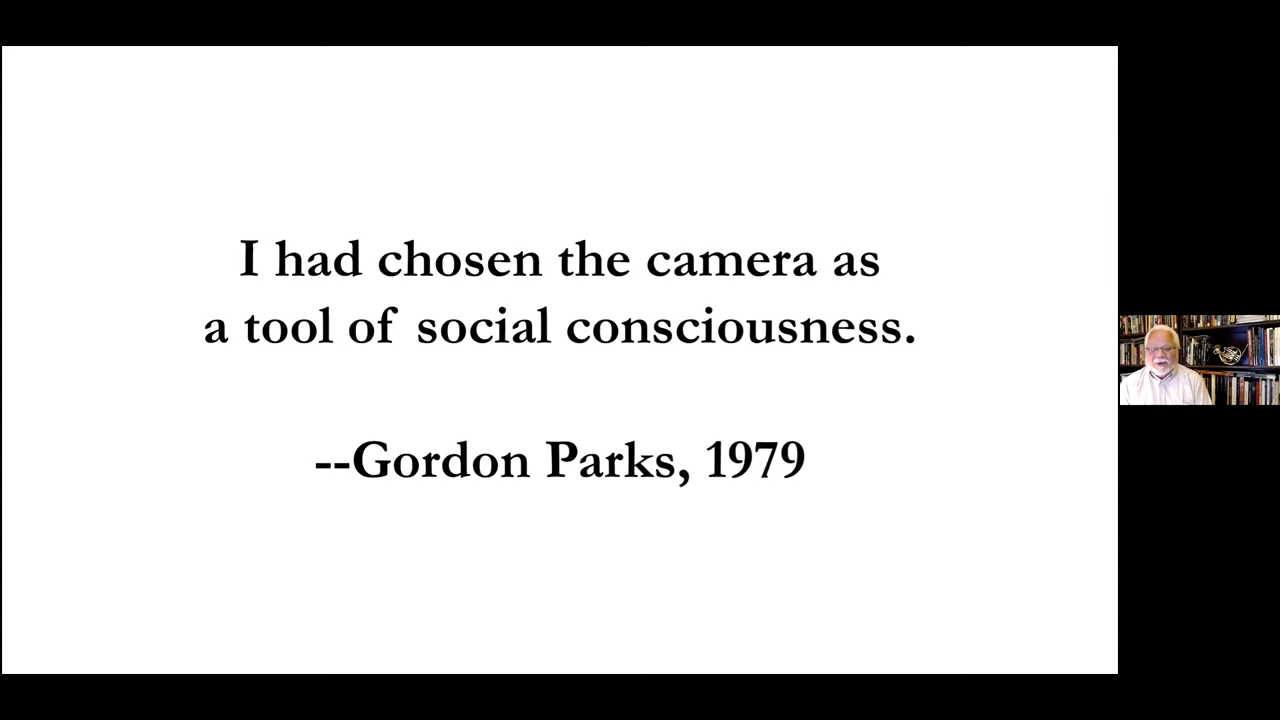 I had chosen the camera as
a tool of social consciousness.
--Gordon Parks, 1979